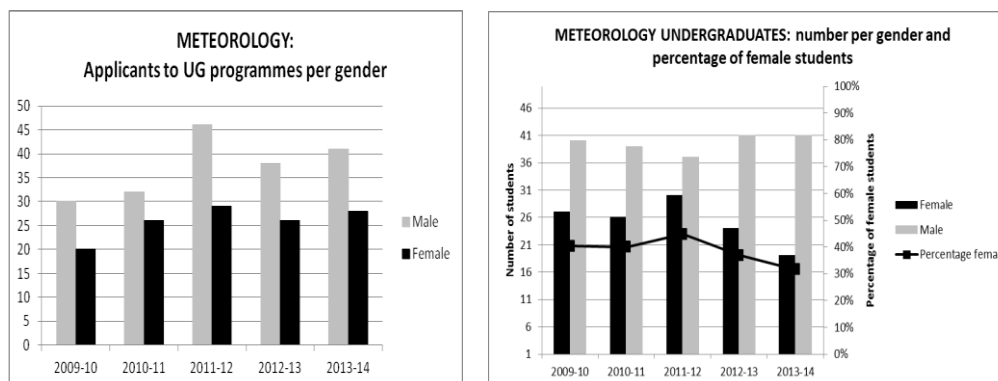 METEOROLOGY:
Applicants to UG programmes per gender
50
45
40
35
30
25
20
15
10
5
0
2009-10 2010-11 2011-12 2012-13 2013-14
Male
Female
METEOROLOGY UNDERGRADUATES: number per gender and
percentage of female students
Number of students
46
41
36
31
26
21
16
11
6
1
100%
90%
80%
70%
60%
50%
40%
30%
20%
10%
0%
Percentage of female students
2009-10 2010-11 2011-12 2012-13 2013-14
Female
Male
Percentage fema